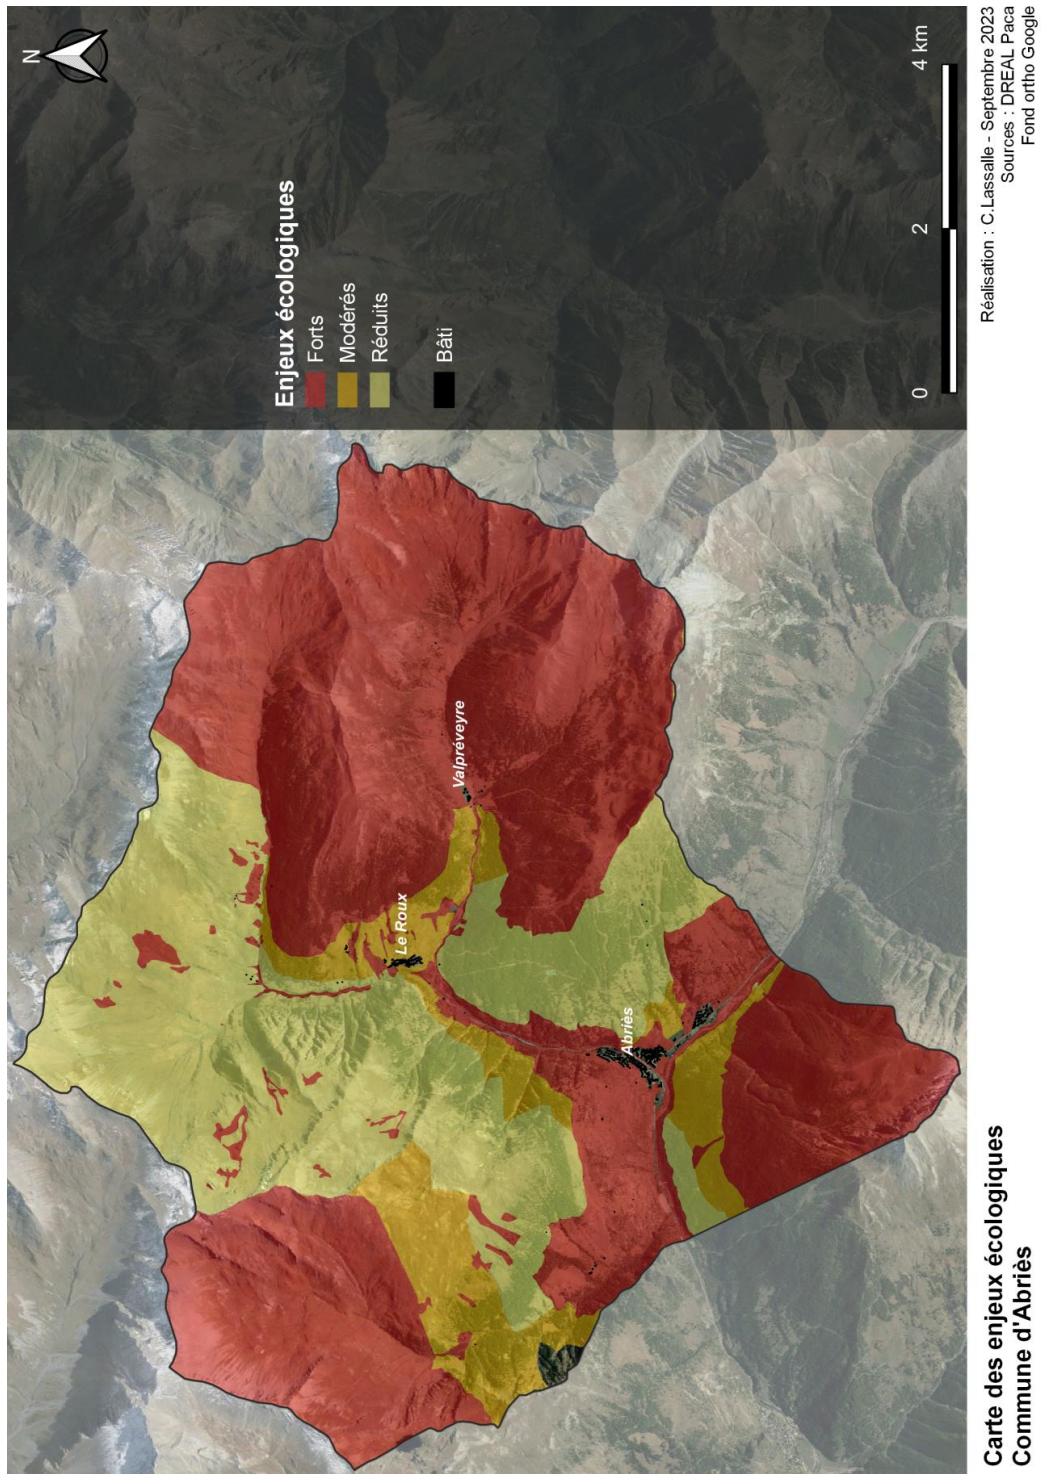 N
Enjeux écologiques
Forts
Modérés
Réduits
Bâti
Valpréveyre
Le Roux
Abriès
0
2
4 km
Carte des enjeux écologiques
Commune d'Abriès
Réalisation : C.Lassalle - Septembre 2023
Sources : DREAL Paca
Fond ortho Google